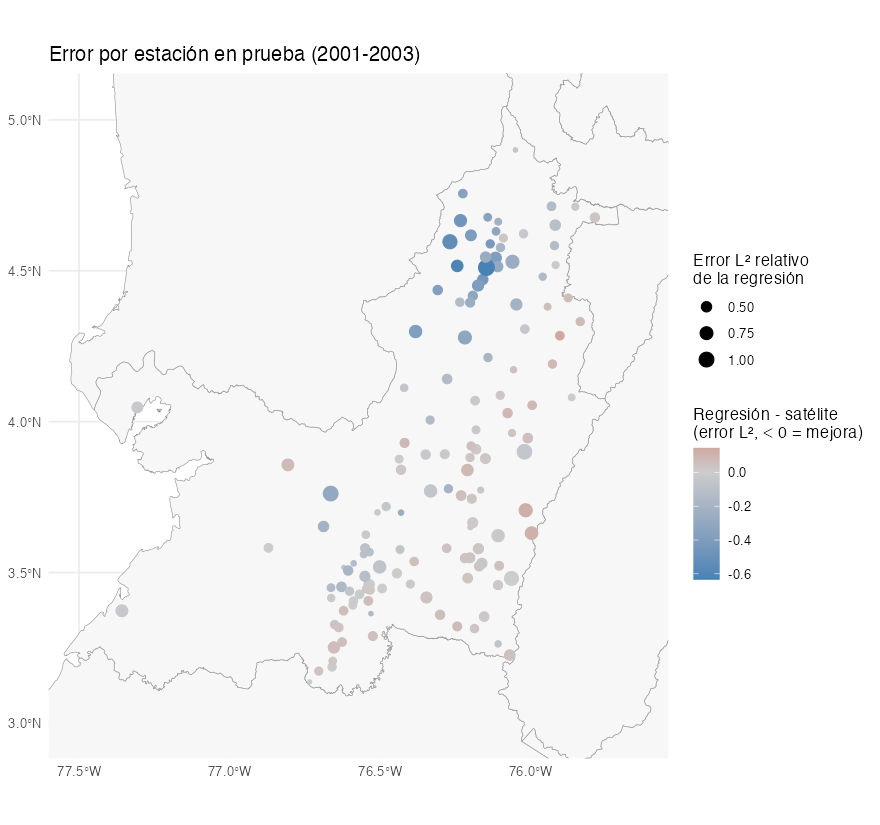 Error por estación en prueba (2001-2003)
5.0°N
4.5°N
4.0°N
3.5°N
3.0°N
77.5°W
77.0°W
76.5°W
76.0°W
Error L² relativo
de la regresión
0.50
0.75
1.00
Regresión - satélite
(error L², < 0 = mejora)
0.0
-0.2
-0.4
-0.6